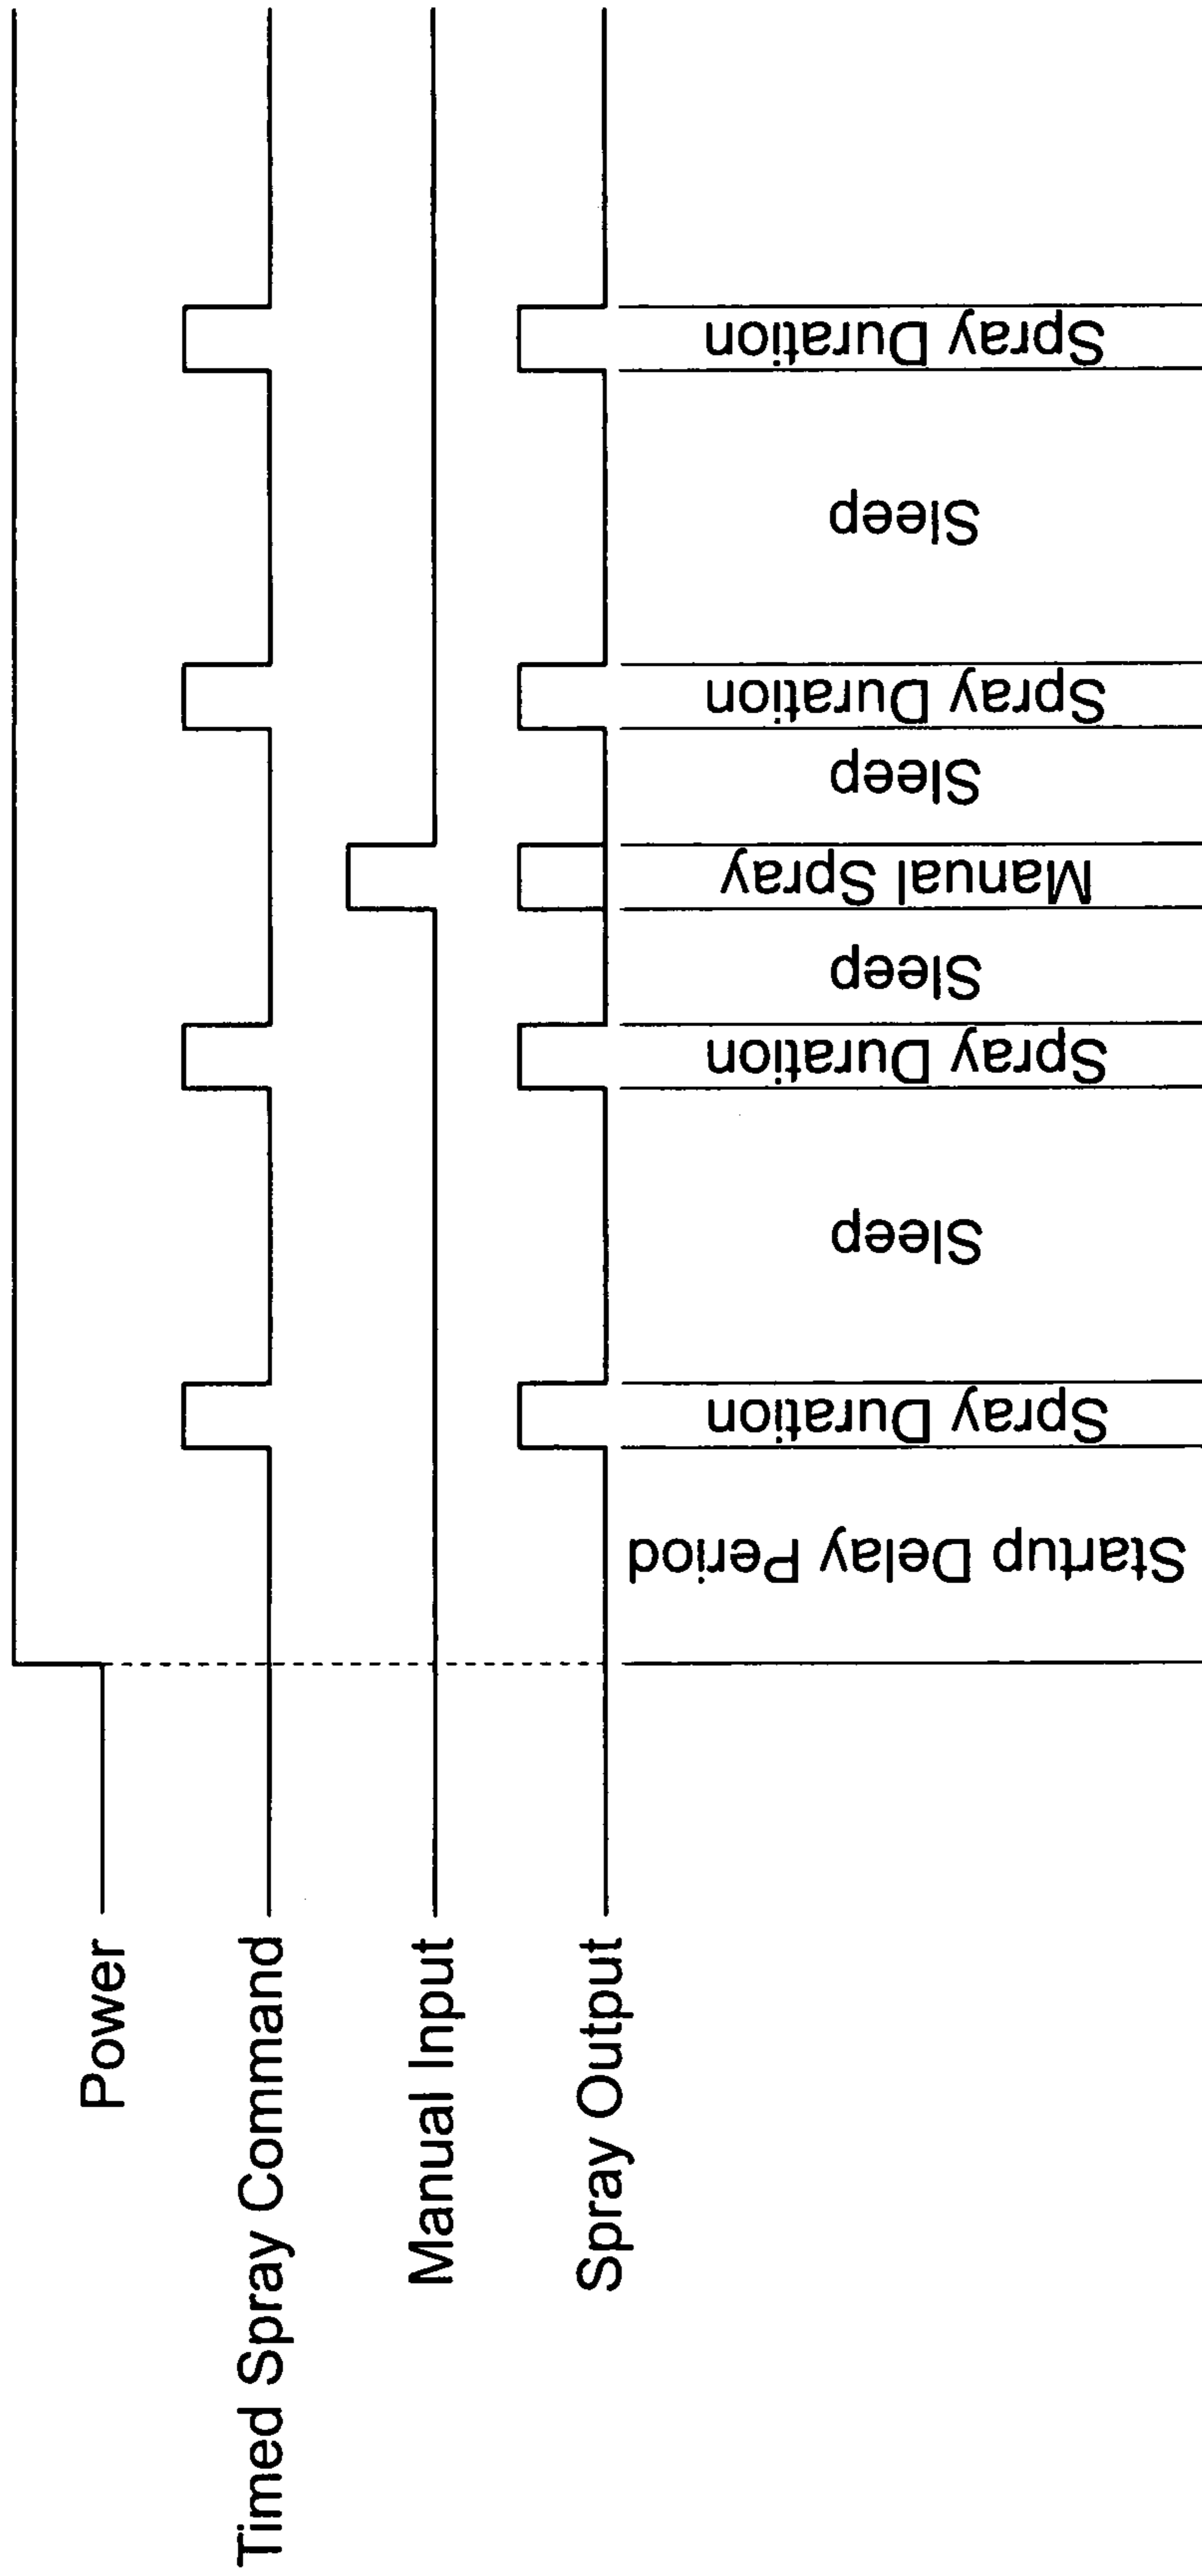 Power
Timed Spray Command
Manual Input
Spray Output
Startup Delay Period
Spray Duration
Sleep
Spray Duration
Sleep
Manual Spray
Sleep
Spray Duration
Sleep
Spray Duration